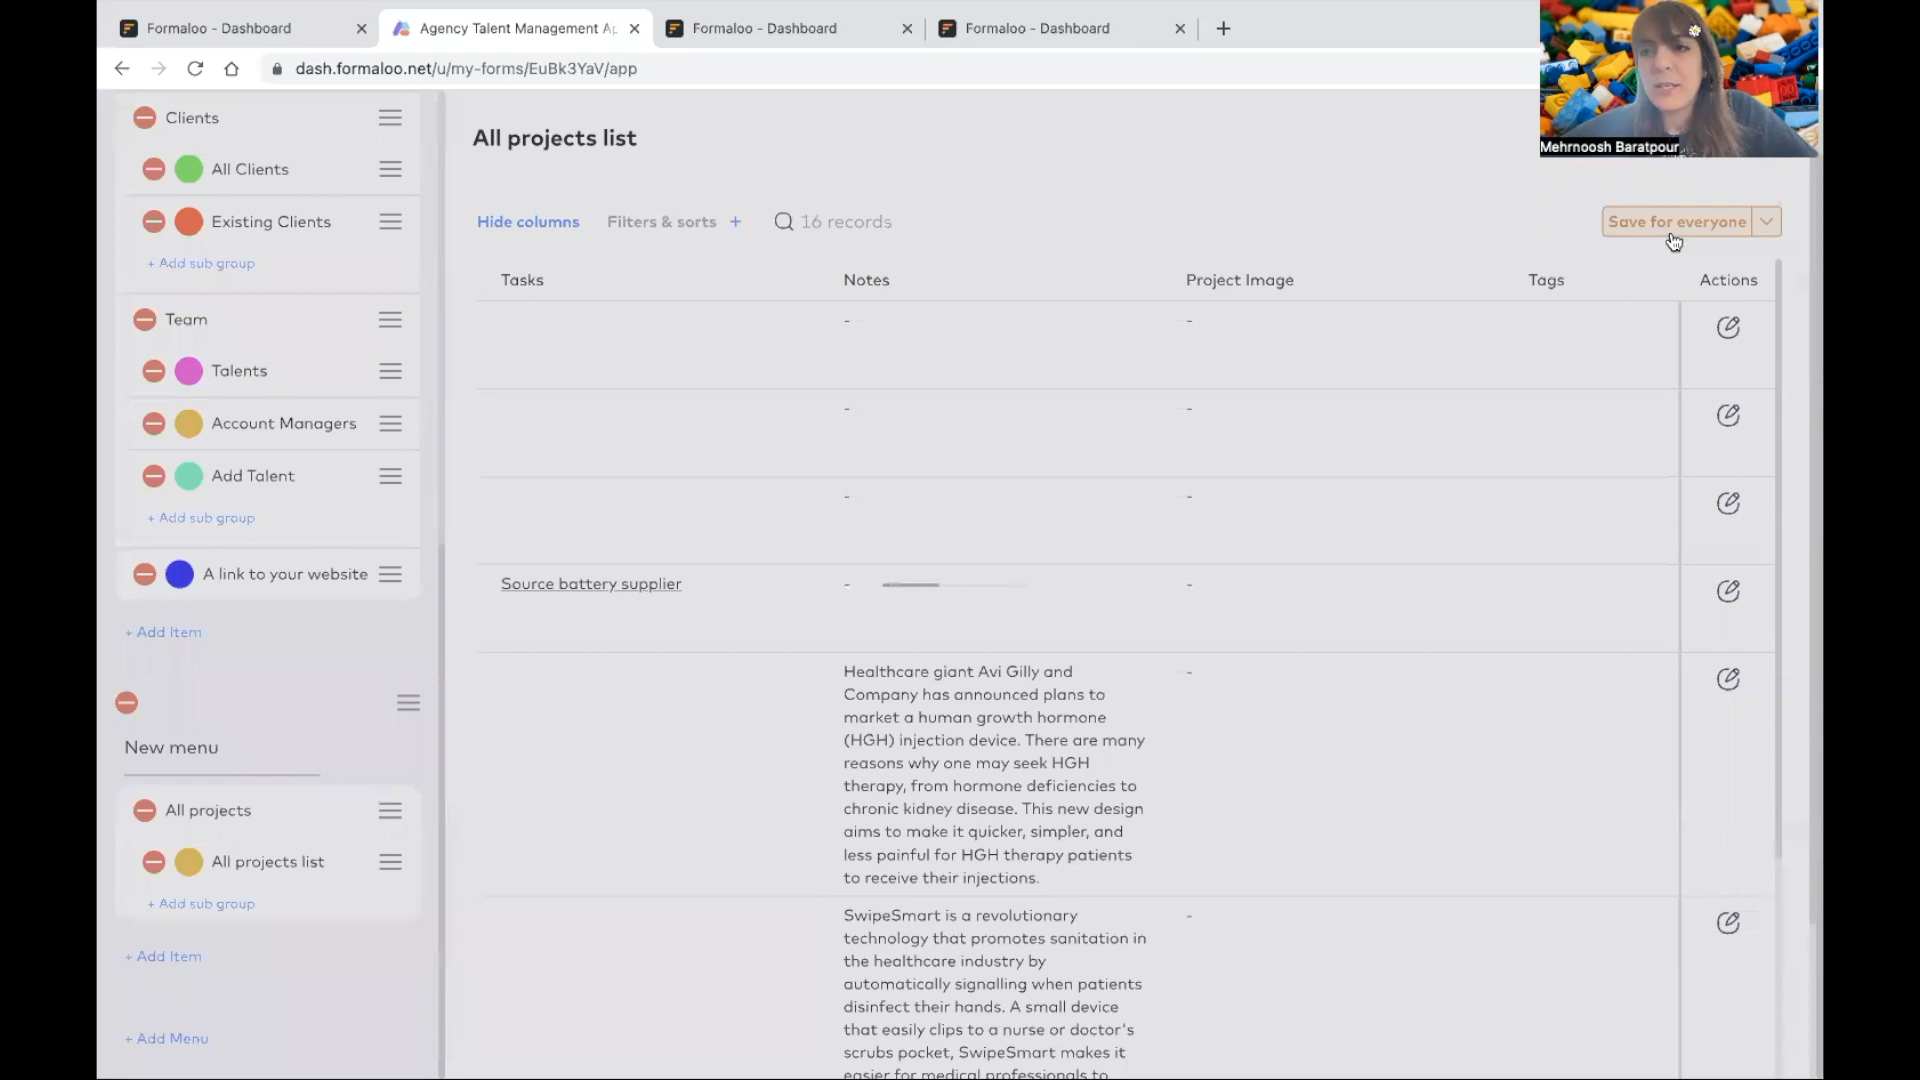 Formaloo - Dashboard
Agency Talent Management Ap
Formaloo - Dashboard
Formaloo - Dashboard
dash.formaloo.net/u/my-forms/EuBk3YaV/app
Mehrnoosh Baratpour
Clients
All Clients
Existing Clients
+ Add sub group
Team
Talents
Account Managers
Add Talent
+ Add sub group
A link to your website
+ Add Item
New menu
All projects
All projects list
+ Add sub group
+ Add Item
+ Add Menu
All projects list
Hide columns
Filters & sorts +
16 records
Save for everyone
Tasks Notes Project Image Tags Actions
- -
- -
- -
Source battery supplier - -
Healthcare giant Avi Gilly and
Company has announced plans to
market a human growth hormone
(HGH) injection device. There are many
reasons why one may seek HGH
therapy, from hormone deficiencies to
chronic kidney disease. This new design
aims to make it quicker, simpler, and
less painful for HGH therapy patients
to receive their injections.
-
SwipeSmart is a revolutionary
technology that promotes sanitation in
the healthcare industry by
automatically signalling when patients
disinfect their hands. A small device
that easily clips to a nurse or doctor's
scrubs pocket, SwipeSmart makes it
easier for medical professionals to
-